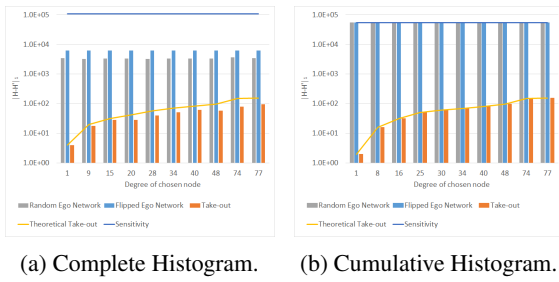 1.0E+05
1.0E+04
1.0E+03
1.0E+02
1.0E+01
1.0E+00
|H-H'|₁
1 9 15 20 28 34 40 48 74 77
Degree of chosen node
Random Ego Network Flipped Ego Network Take-out
Theoretical Take-out Sensitivity
(a) Complete Histogram.
1.0E+05
1.0E+04
1.0E+03
1.0E+02
1.0E+01
1.0E+00
|H-H'|₁
1 8 16 25 28 34 40 48 74 77
Degree of chosen node
Random Ego Network Flipped Ego Network Take-out
Theoretical Take-out Sensitivity
(b) Cumulative Histogram.